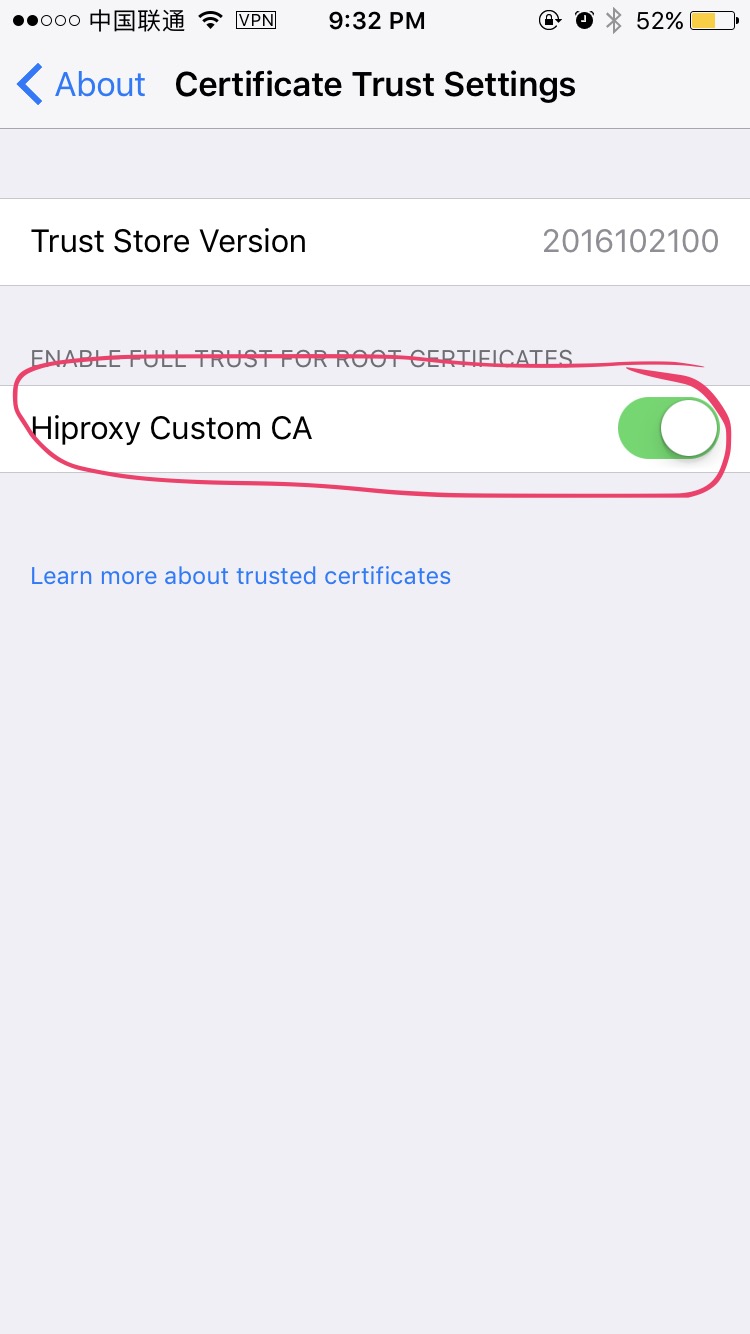 中国联通 VPN 9:32 PM 52%
About Certificate Trust Settings
Trust Store Version 2016102100
ENABLE FULL TRUST FOR ROOT CERTIFICATES
Hiproxy Custom CA
Learn more about trusted certificates